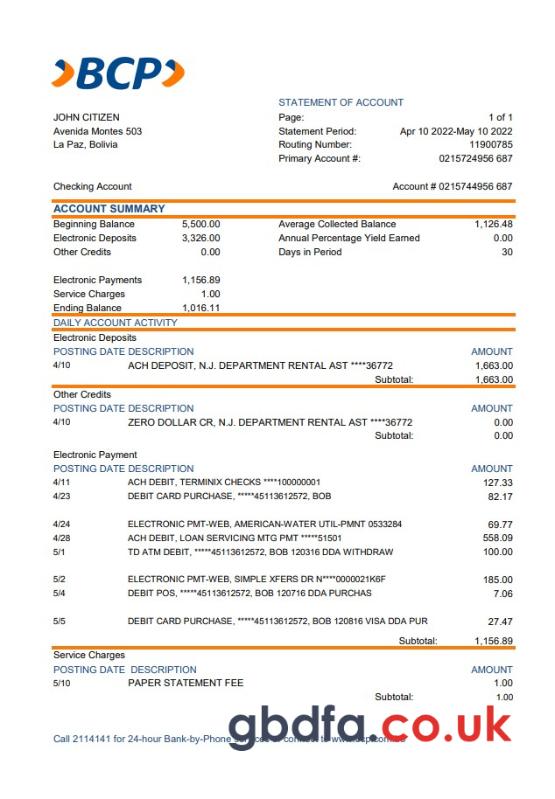 BCP
STATEMENT OF ACCOUNT
JOHN CITIZEN Page: 1 of 1
Avenida Montes 503 Statement Period: Apr 10 2022-May 10 2022
La Paz, Bolivia Routing Number: 11900785
Primary Account #: 0215724956 687
Checking Account Account # 0215744956 687
ACCOUNT SUMMARY
Beginning Balance 5,500.00 Average Collected Balance 1,126.48
Electronic Deposits 3,326.00 Annual Percentage Yield Earned 0.00
Other Credits 0.00 Days in Period 30
Electronic Payments 1,156.89
Service Charges 1.00
Ending Balance 1,016.11
DAILY ACCOUNT ACTIVITY
Electronic Deposits
POSTING DATE DESCRIPTION AMOUNT
4/10 ACH DEPOSIT, N.J. DEPARTMENT RENTAL AST ****36772 1,663.00
Subtotal: 1,663.00
Other Credits
POSTING DATE DESCRIPTION AMOUNT
4/10 ZERO DOLLAR CR, N.J. DEPARTMENT RENTAL AST ****36772 0.00
Subtotal: 0.00
Electronic Payment
POSTING DATE DESCRIPTION AMOUNT
4/11 ACH DEBIT, TERMINIX CHECKS ****100000001 127.33
4/23 DEBIT CARD PURCHASE, *****45113612572, BOB 82.17
4/24 ELECTRONIC PMT-WEB, AMERICAN-WATER UTIL-PMNT 0533284 69.77
4/28 ACH DEBIT, LOAN SERVICING MTG PMT *****51501 558.09
5/1 TD ATM DEBIT, *****45113612572, BOB 120316 DDA WITHDRAW 100.00
5/2 ELECTRONIC PMT-WEB, SIMPLE XFERS DR N****0000021K6F 185.00
5/4 DEBIT POS, *****45113612572, BOB 120716 DDA PURCHAS 7.06
5/5 DEBIT CARD PURCHASE, *****45113612572, BOB 120816 VISA DDA PUR 27.47
Subtotal: 1,156.89
Service Charges
POSTING DATE DESCRIPTION AMOUNT
5/10 PAPER STATEMENT FEE 1.00
Subtotal: 1.00
gbdfa.co.uk
Call 2114141 for 24-hour Bank-by-Phone